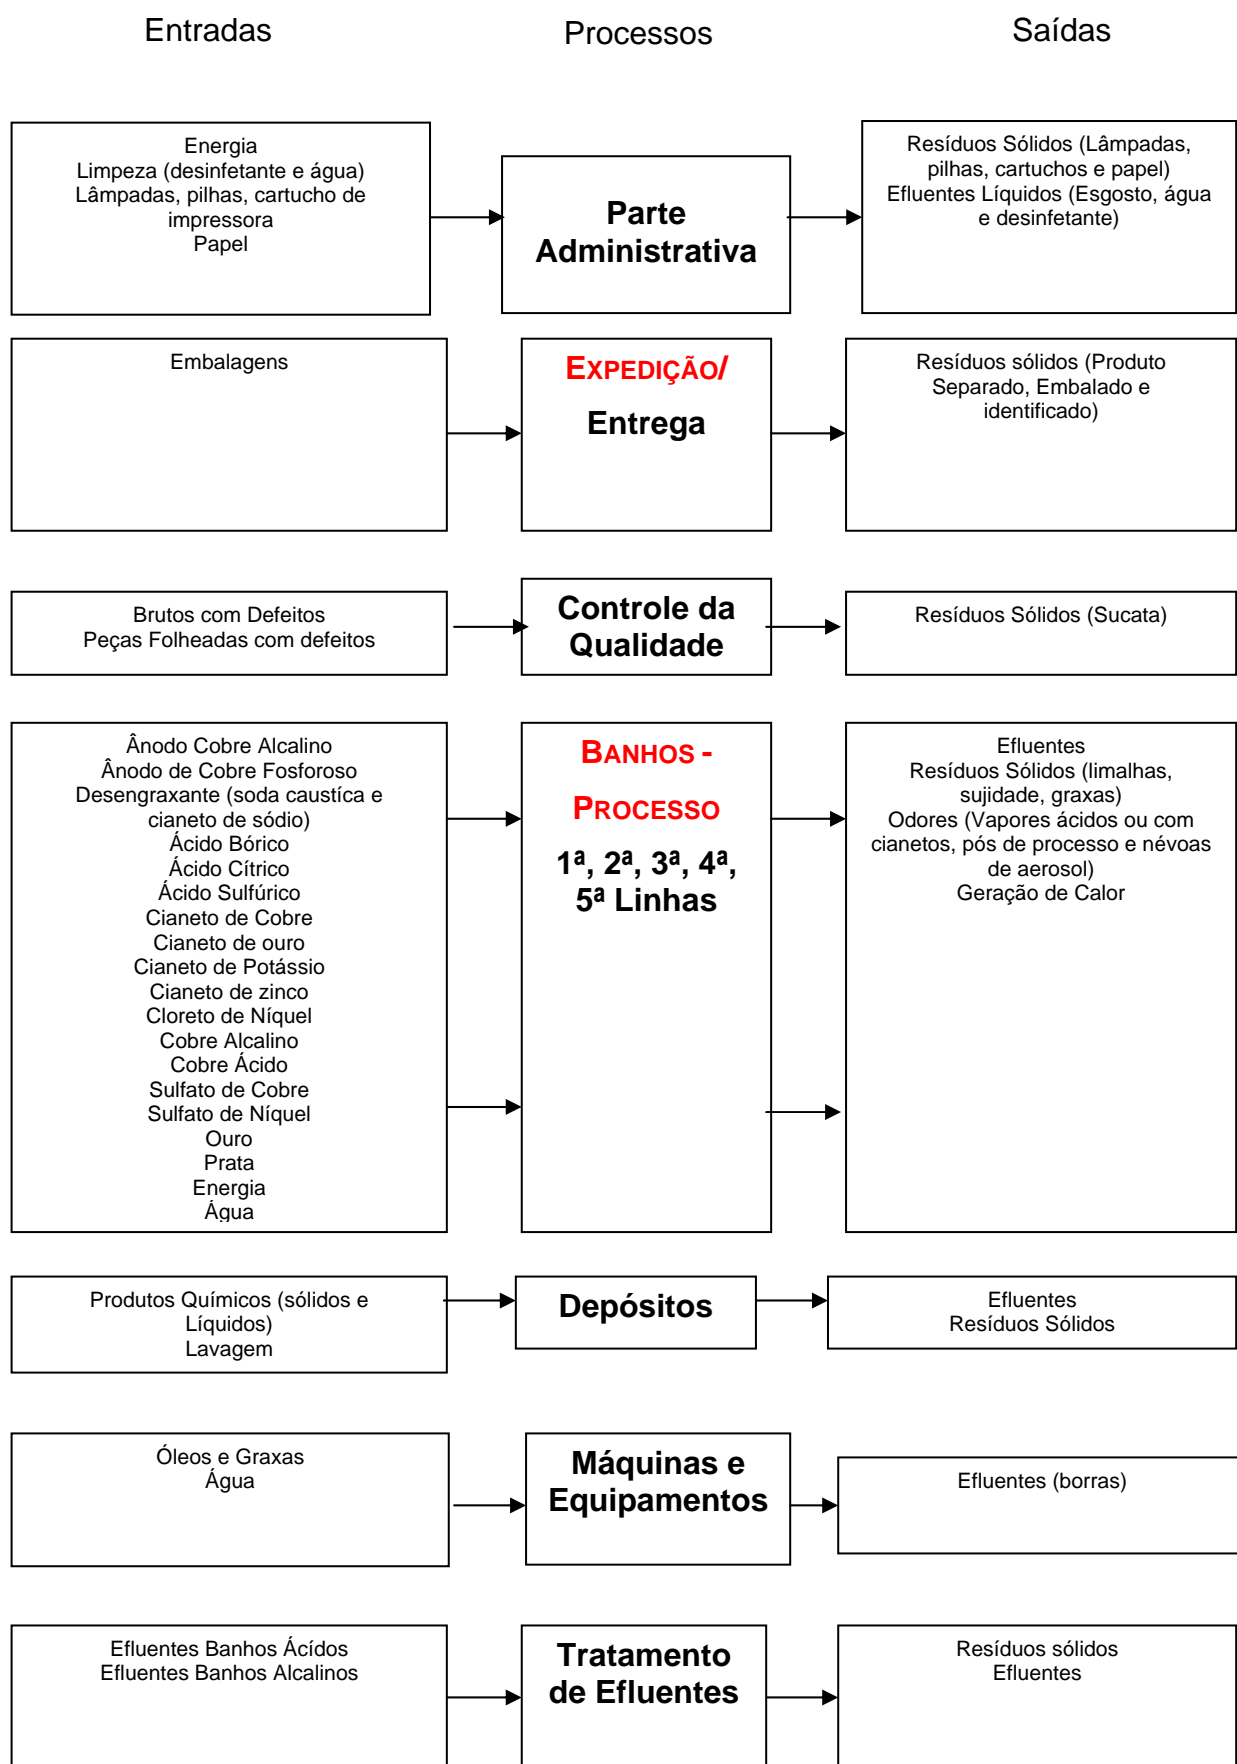 Entradas
Processos
Saídas
Energia
Limpeza (desinfetante e água)
Lâmpadas, pilhas, cartucho de
impressora
Papel
Parte
Administrativa
Resíduos Sólidos (Lâmpadas,
pilhas, cartuchos e papel)
Efluentes Líquidos (Esgosto, água
e desinfetante)
Embalagens
EXPEDIÇÃO/
Entrega
Resíduos sólidos (Produto
Separado, Embalado e
identificado)
Brutos com Defeitos
Peças Folheadas com defeitos
Controle da
Qualidade
Resíduos Sólidos (Sucata)
Ânodo Cobre Alcalino
Ânodo de Cobre Fosforoso
Desengraxante (soda caustíca e
cianeto de sódio)
Ácido Bórico
Ácido Cítrico
Ácido Sulfúrico
Cianeto de Cobre
Cianeto de ouro
Cianeto de Potássio
Cianeto de zinco
Cloreto de Níquel
Cobre Alcalino
Cobre Ácido
Sulfato de Cobre
Sulfato de Níquel
Ouro
Prata
Energia
Água
BANHOS -
PROCESSO
1ª, 2ª, 3ª, 4ª,
5ª Linhas
Efluentes
Resíduos Sólidos (limalhas,
sujidade, graxas)
Odores (Vapores ácidos ou com
cianetos, pós de processo e névoas
de aerosol)
Geração de Calor
Produtos Químicos (sólidos e
Líquidos)
Lavagem
Depósitos
Efluentes
Resíduos Sólidos
Óleos e Graxas
Água
Máquinas e
Equipamentos
Efluentes (borras)
Efluentes Banhos Ácídos
Efluentes Banhos Alcalinos
Tratamento
de Efluentes
Resíduos sólidos
Efluentes